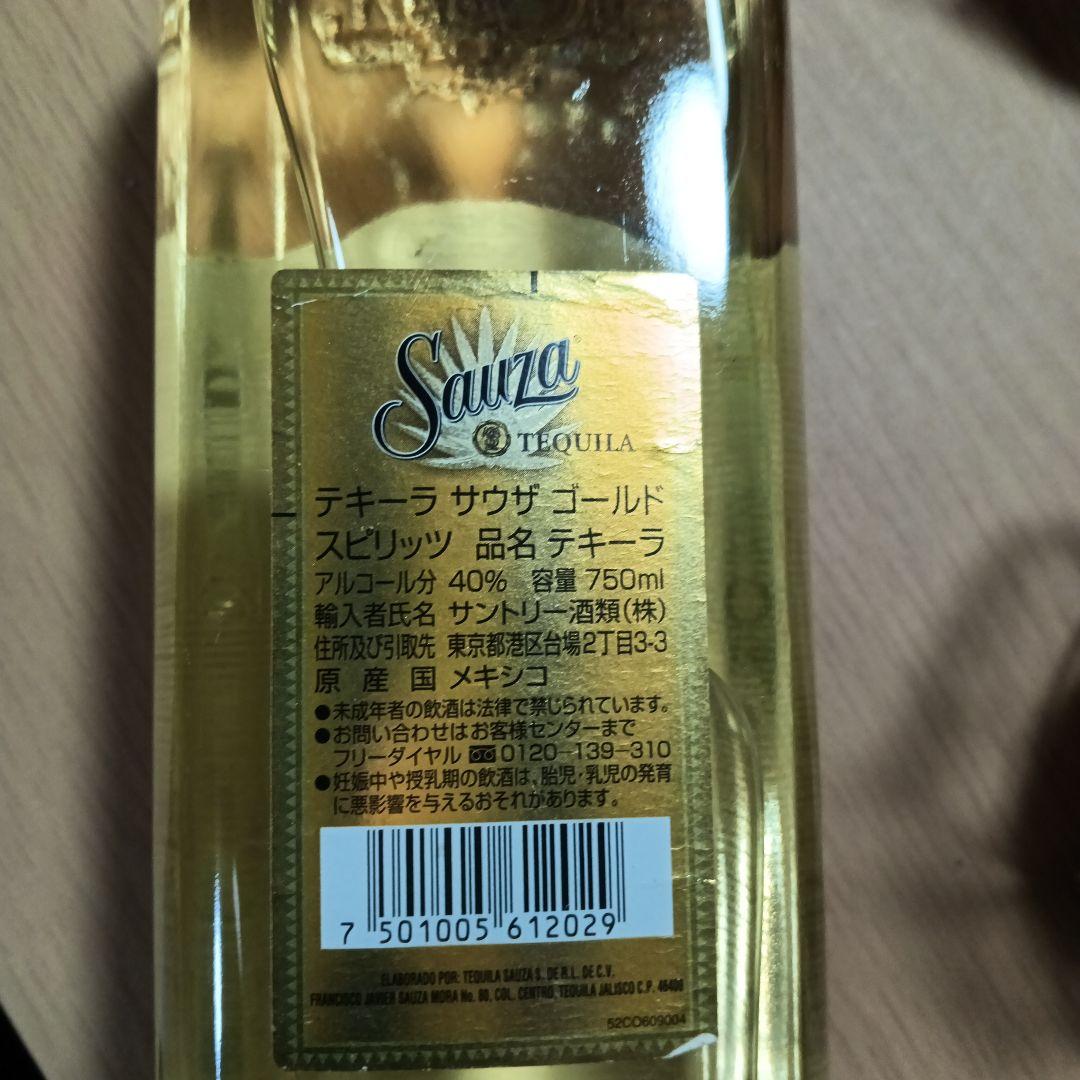 Sauza
TEQUILA
テキーラ サウザ ゴールド
スピリッツ 品名 テキーラ
アルコール分 40% 容量 750ml
輸入者氏名 サントリー酒類(株)
住所及び引取先 東京都港区台場2丁目3-3
原産国 メキシコ
●未成年者の飲酒は法律で禁じられています。
●お問い合わせはお客様センターまで
フリーダイヤル 0120-139-310
●妊娠中や授乳期の飲酒は、胎児・乳児の発育
に悪影響を与えるおそれがあります。
7 501005 612029
ELABORADO POR: TEQUILA SAUZA S. DE R.L. DE C.V.
FRANCISCO JAVIER SAUZA MORA No. 80, COL. CENTRO, TEQUILA JALISCO C.P. 46400
52CO609004